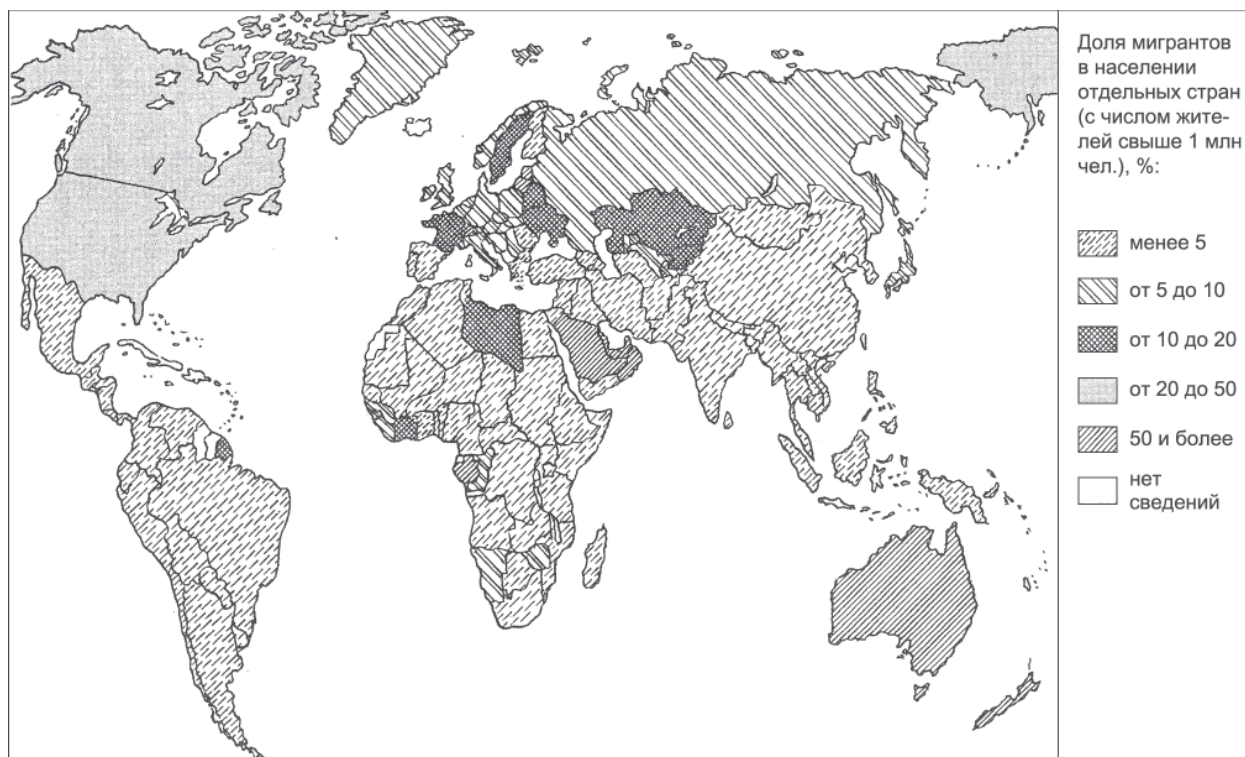 Доля мигрантов
в населении
отдельных стран
(с числом жите-
лей свыше 1 млн
чел.), %:
менее 5
от 5 до 10
от 10 до 20
от 20 до 50
50 и более
нет
сведений